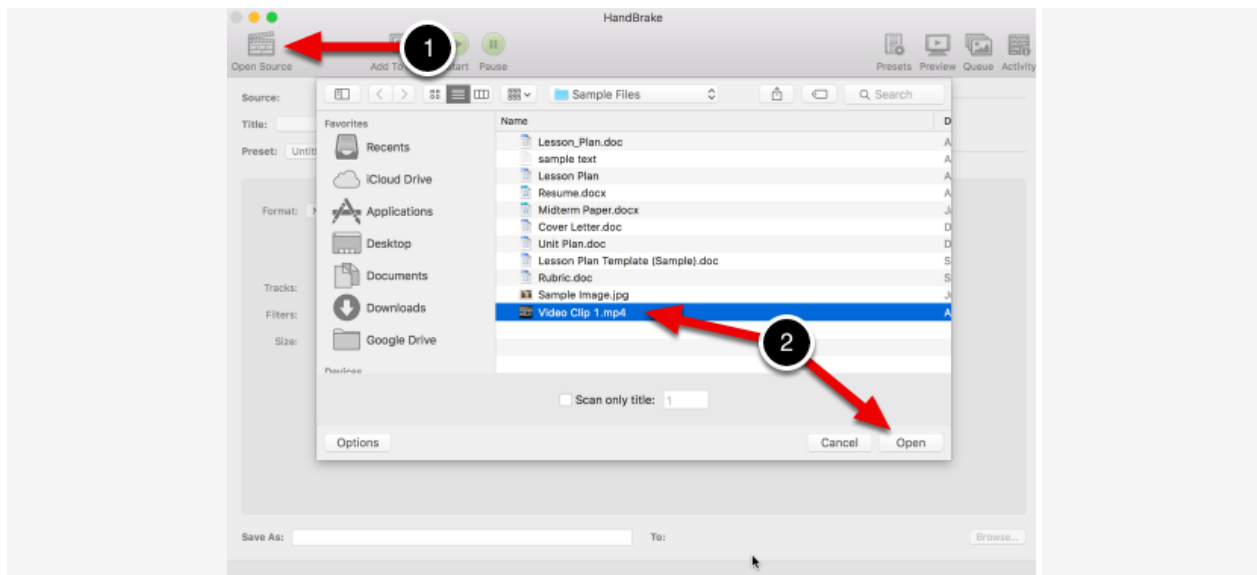 HandBrake
1
Open Source
Pause
Presets Preview Queue Activity
Source:
Sample Files
Search
Title:
Favorites
Name
D
Preset:
Recents
Lesson_Plan.doc
A
sample text
A
iCloud Drive
Lesson Plan
A
Resume.docx
A
Format:
Applications
Midterm Paper.docx
Cover Letter.doc
D
Desktop
Unit Plan.doc
D
Lesson Plan Template (Sample).doc
S
Documents
Rubric.doc
S
Tracks:
Sample Image.jpg
Downloads
Video Clip 1.mp4
A
Filters:
2
Size:
Google Drive
Devices
Scan only title: 1
Options
Cancel
Open
Save As:
To:
Browse...